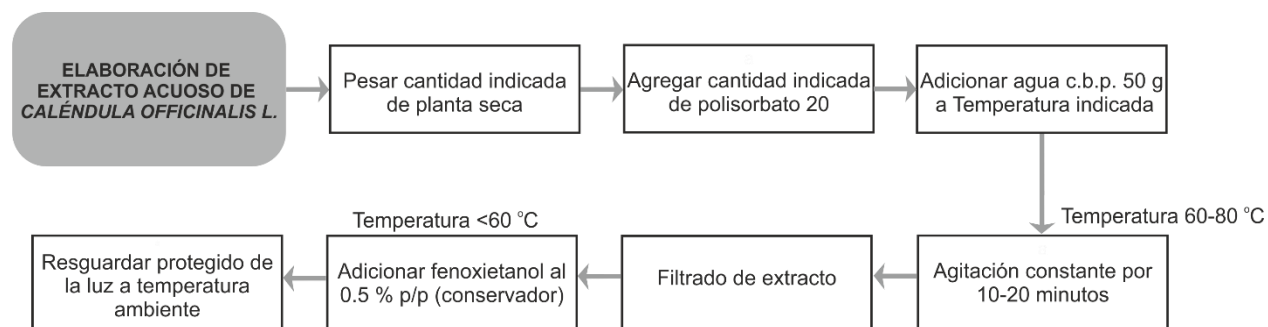 ELABORACIÓN DE
EXTRACTO ACUOSO DE
CALÉNDULA OFFICINALIS L.
Pesar cantidad indicada
de planta seca
Agregar cantidad indicada
de polisorbato 20
Adicionar agua c.b.p. 50 g
a Temperatura indicada
Temperatura 60-80 °C
Agitación constante por
10-20 minutos
Filtrado de extracto
Temperatura <60 °C
Adicionar fenoxietanol al
0.5 % p/p (conservador)
Resguardar protegido de
la luz a temperatura
ambiente